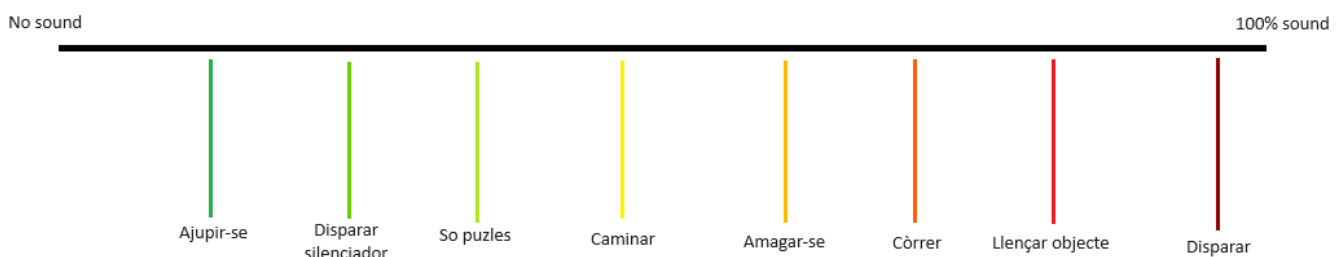 No sound
100% sound
Ajupir-se
Disparar
silenciador
So puzles
Caminar
Amagar-se
Còrrer
Llençar objecte
Disparar